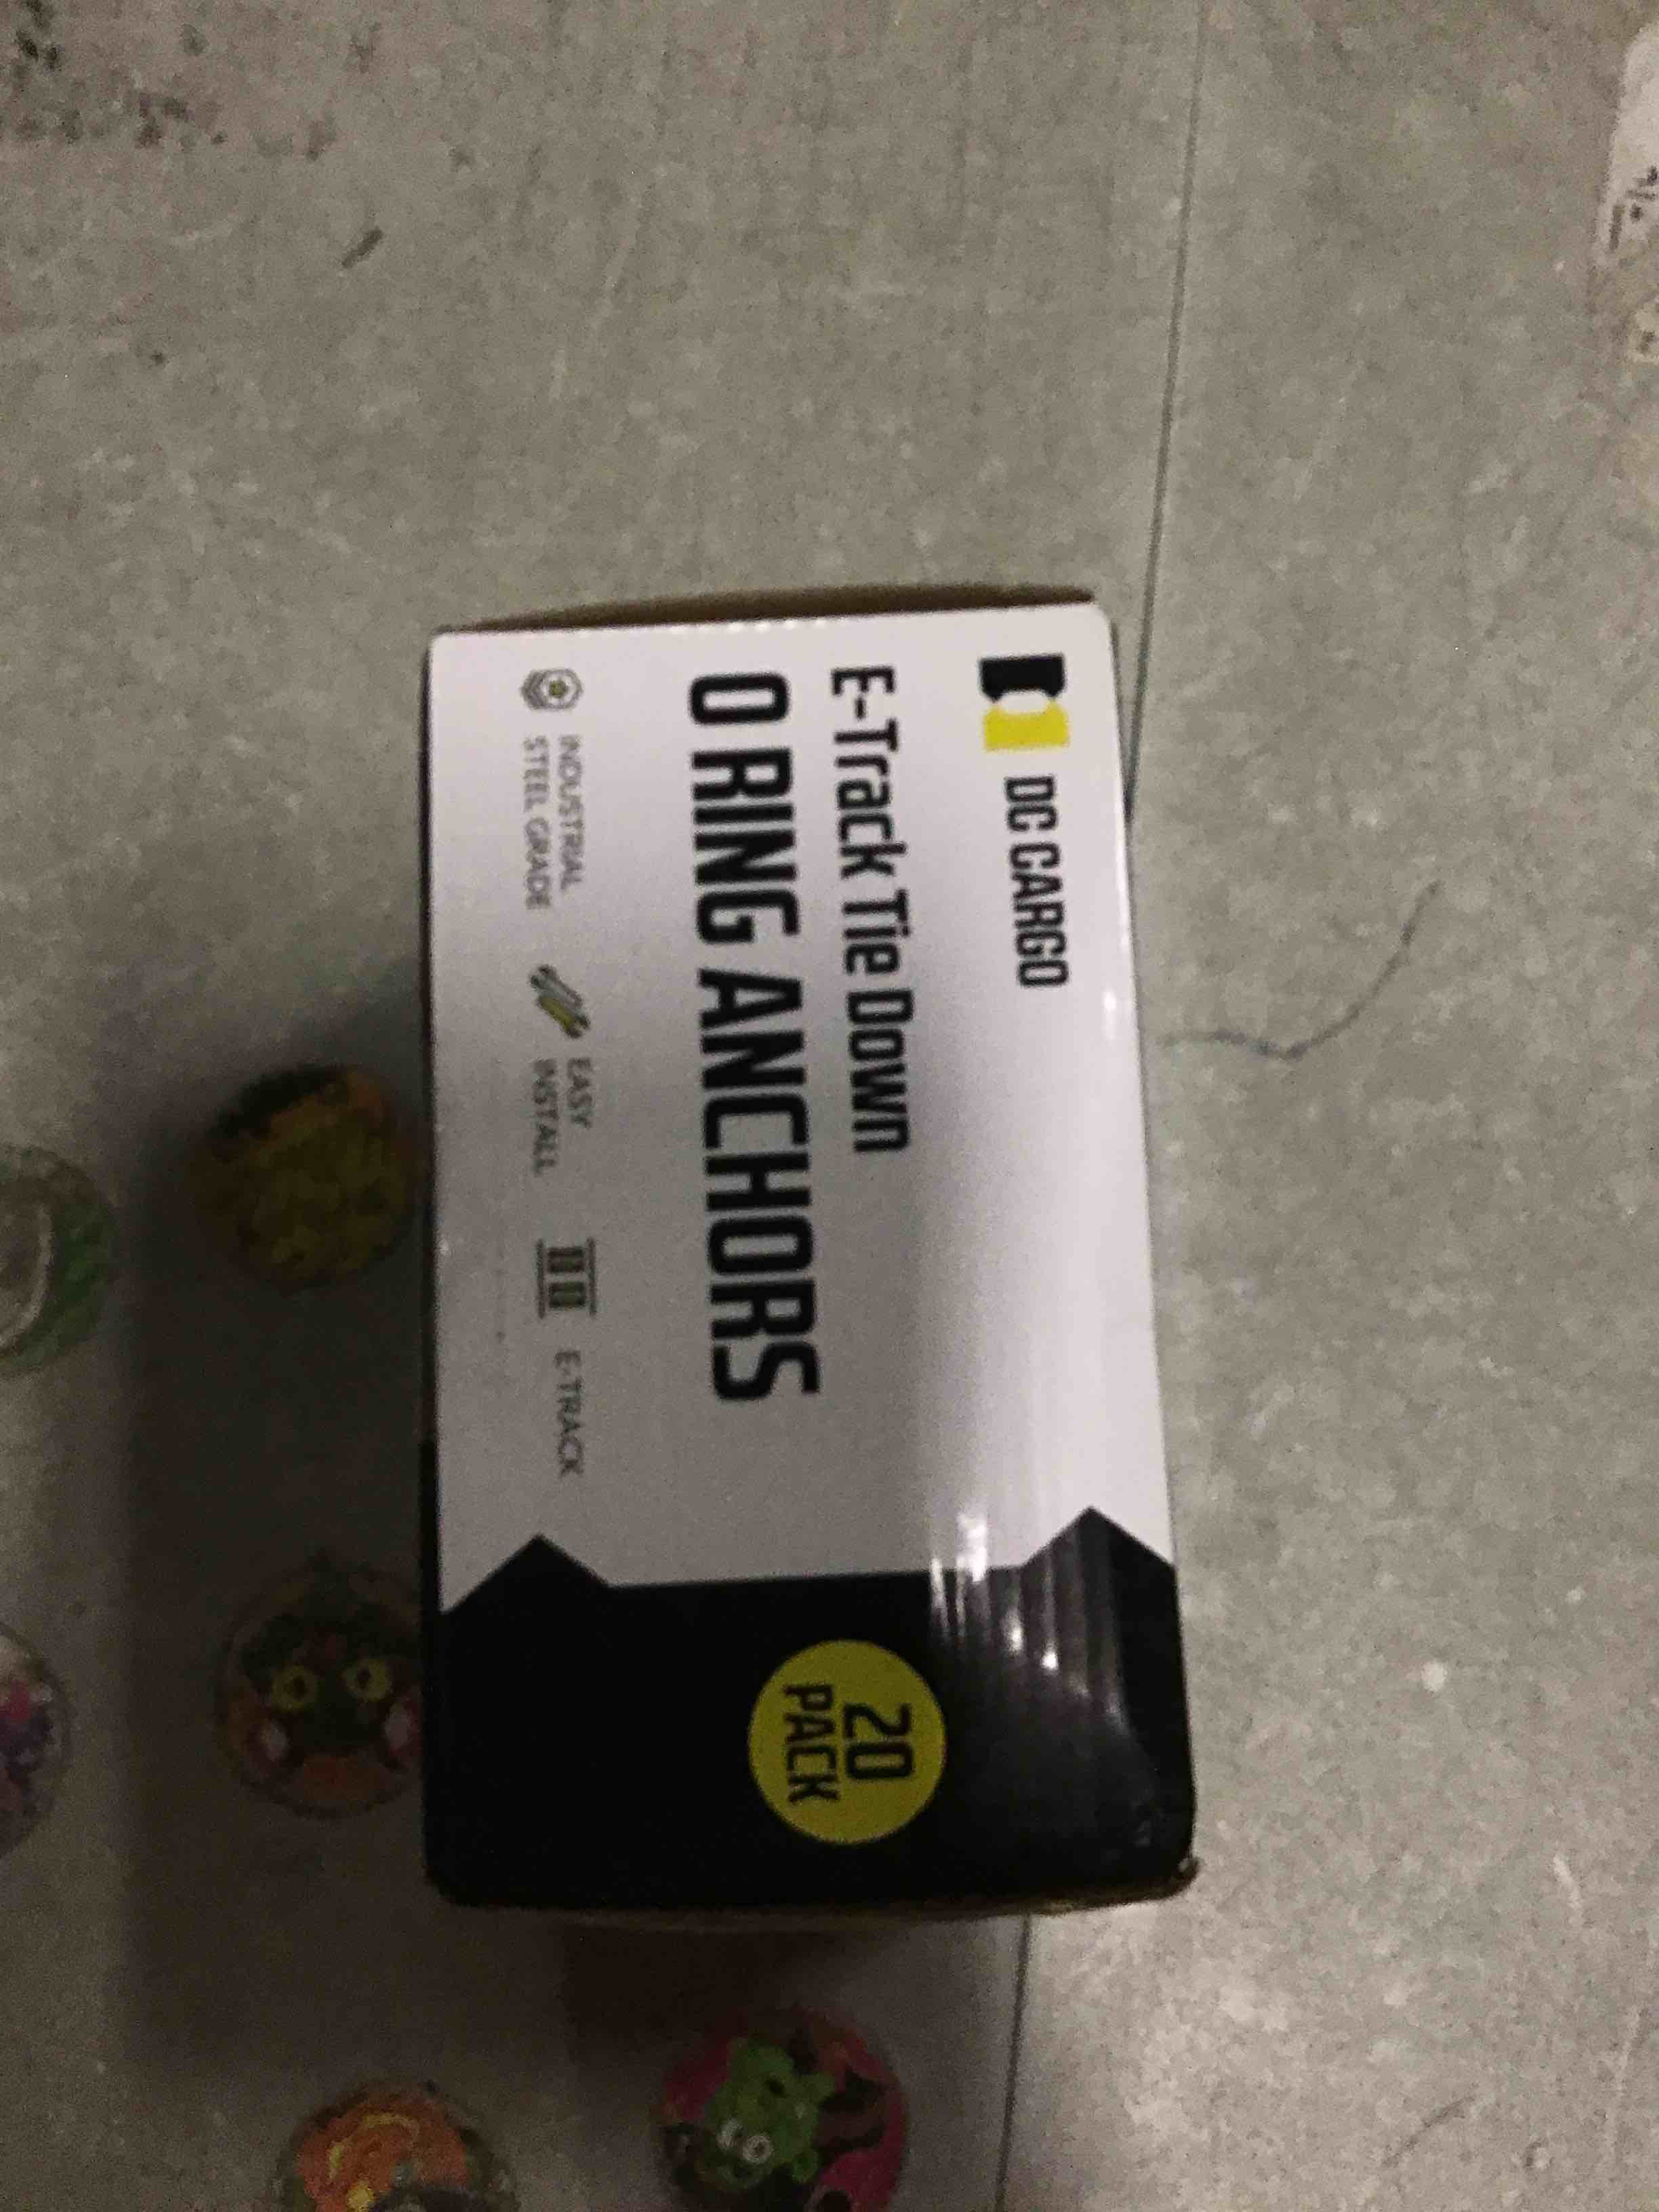 DC CARGO
E-Track Tie Down
O RING ANCHORS
INDUSTRIAL
STEEL GRADE
EASY
INSTALL
E-TRACK
20
PACK